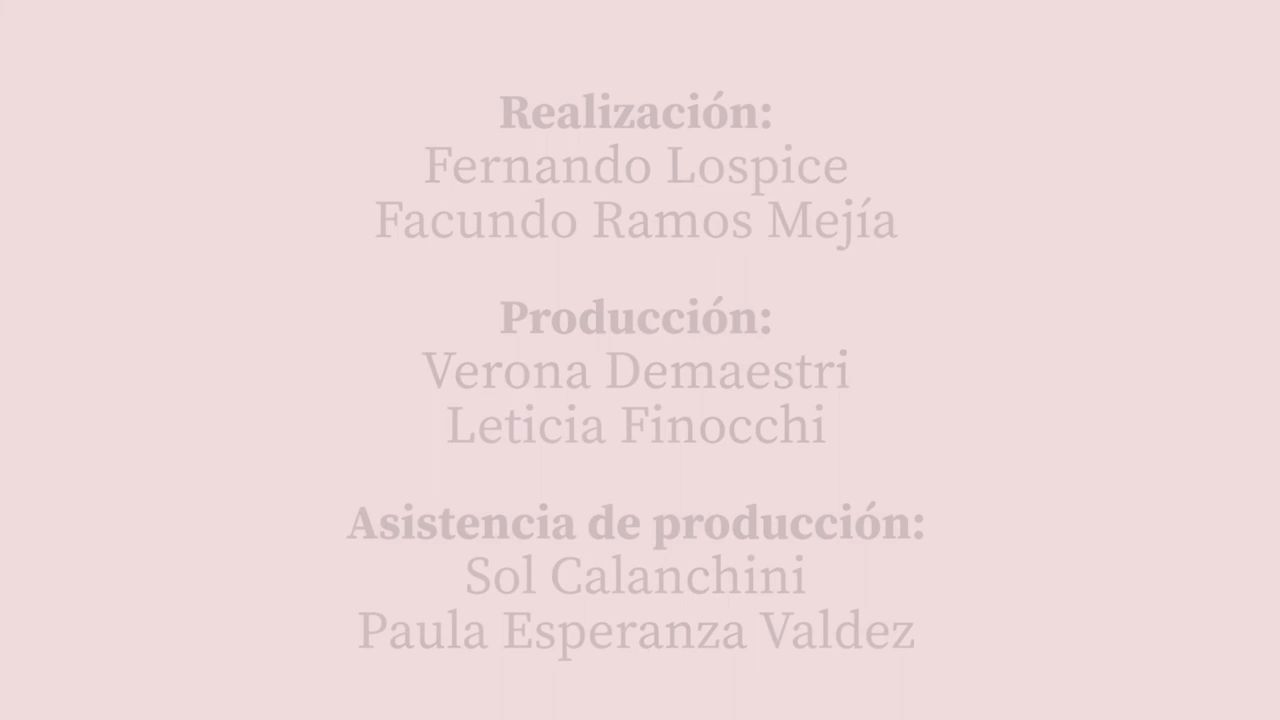 Realización:
Fernando Lospice
Facundo Ramos Mejía
Producción:
Verona Demaestri
Leticia Finocchi
Asistencia de producción:
Sol Calanchini
Paula Esperanza Valdez